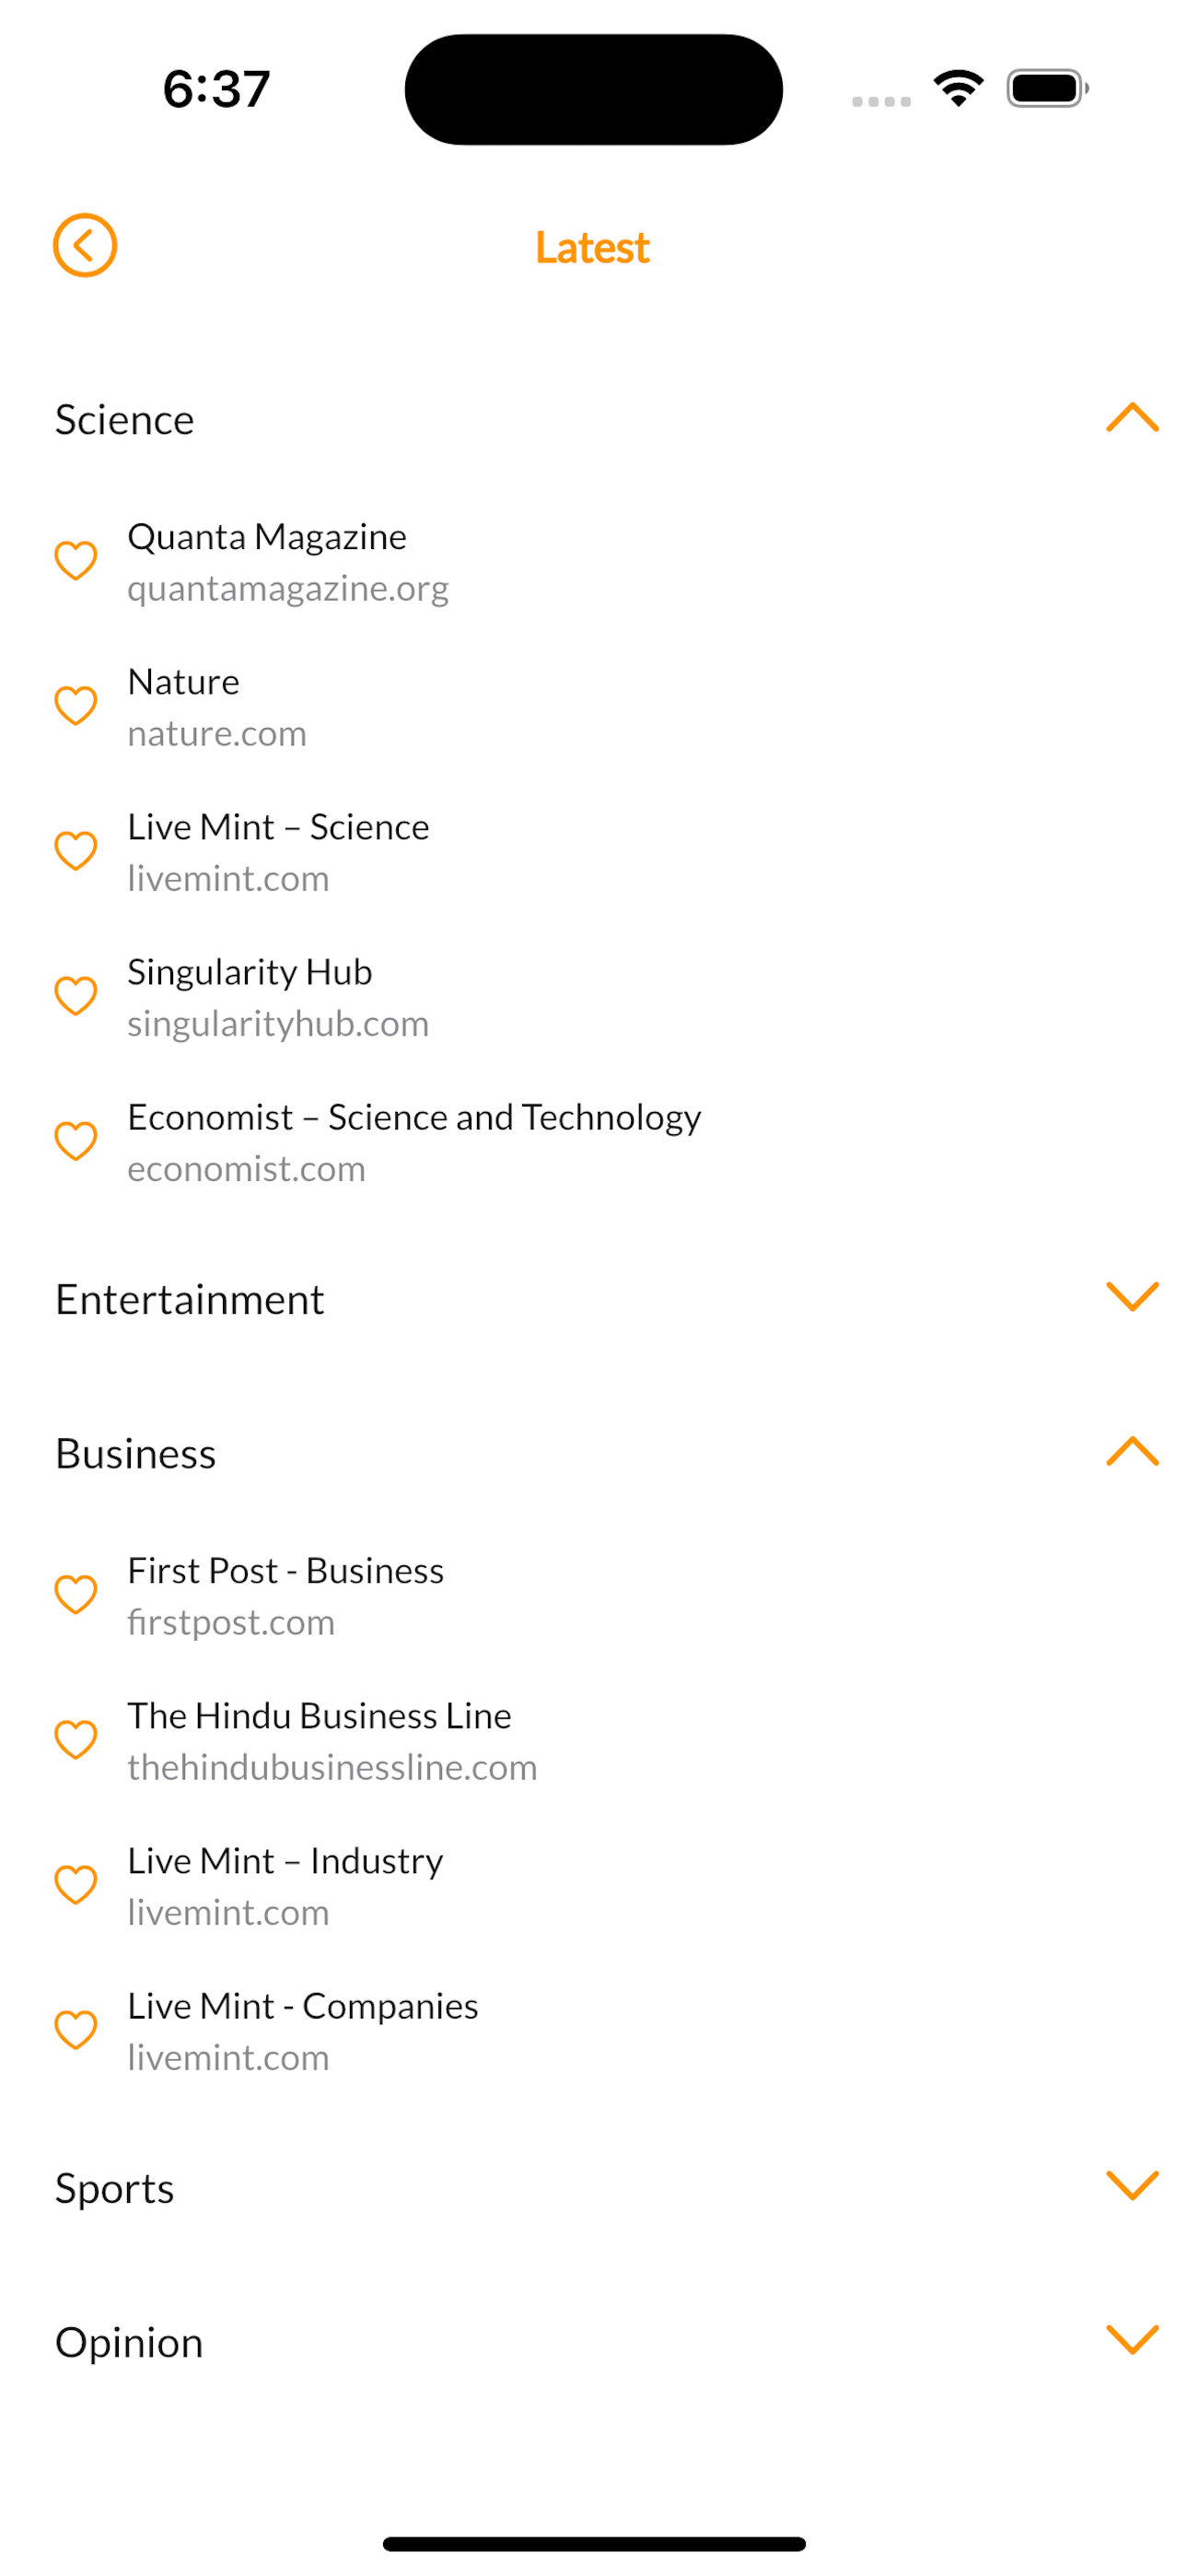 6:37
Latest
Science
Quanta Magazine
quantamagazine.org
Nature
nature.com
Live Mint – Science
livemint.com
Singularity Hub
singularityhub.com
Economist – Science and Technology
economist.com
Entertainment
Business
First Post - Business
firstpost.com
The Hindu Business Line
thehindubusinessline.com
Live Mint – Industry
livemint.com
Live Mint - Companies
livemint.com
Sports
Opinion